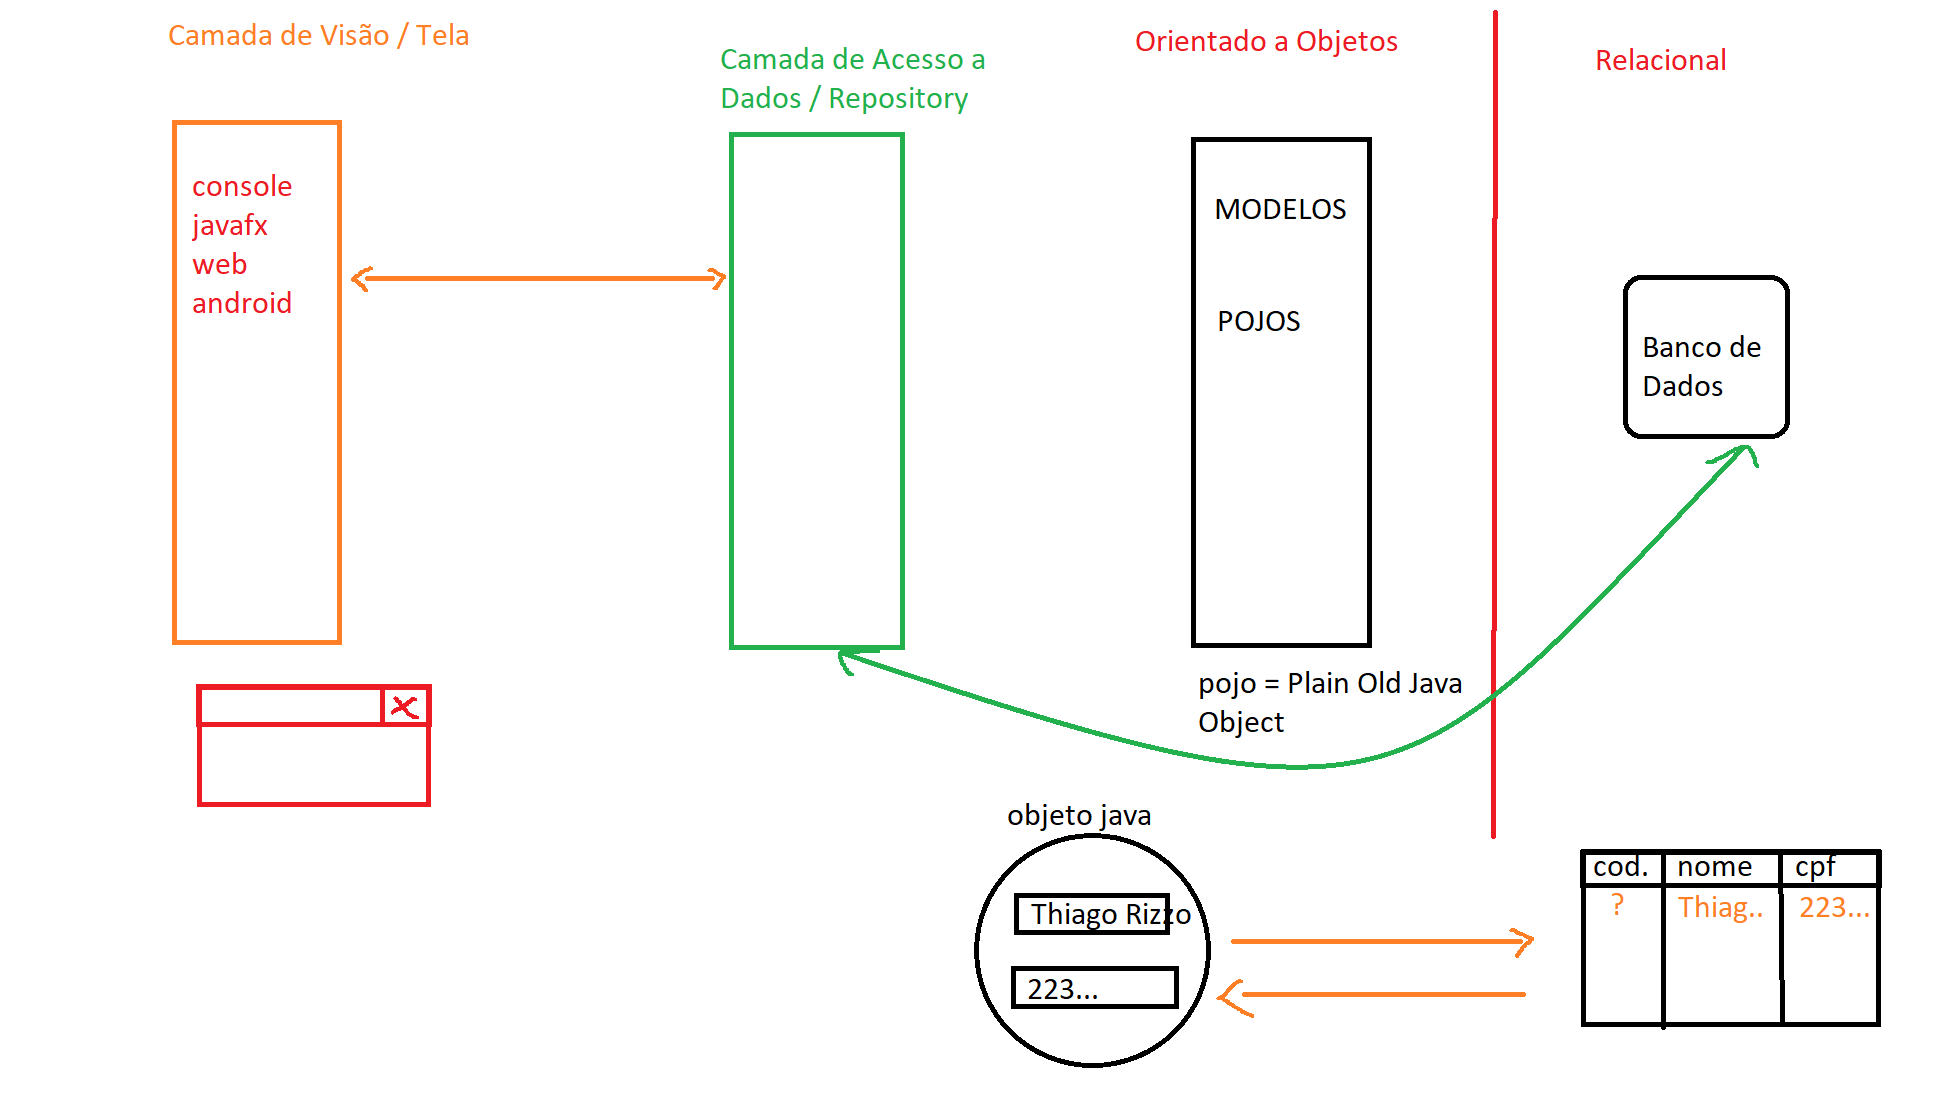 Camada de Visão / Tela
console
javafx
web
android
Camada de Acesso a
Dados / Repository
Orientado a Objetos
MODELOS
POJOS
pojo = Plain Old Java
Object
Relacional
Banco de
Dados
objeto java
Thiago Rizzo
223...
cod. nome cpf
? Thiag.. 223...